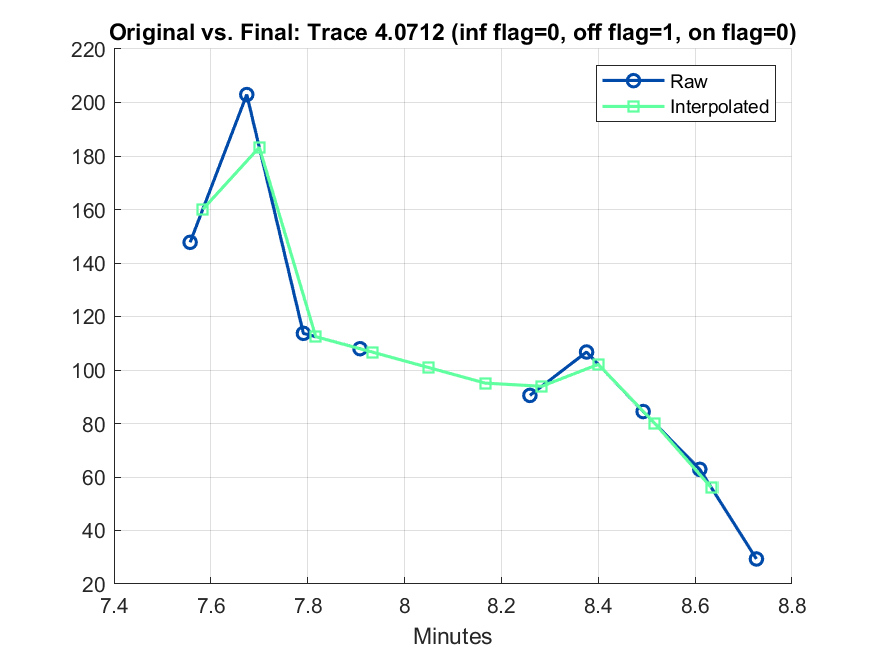 Original vs. Final: Trace 4.0712 (inf flag=0, off flag=1, on flag=0)
220
200
180
160
140
120
100
80
60
40
20
Raw
Interpolated
7.4 7.6 7.8 8 8.2 8.4 8.6 8.8
Minutes